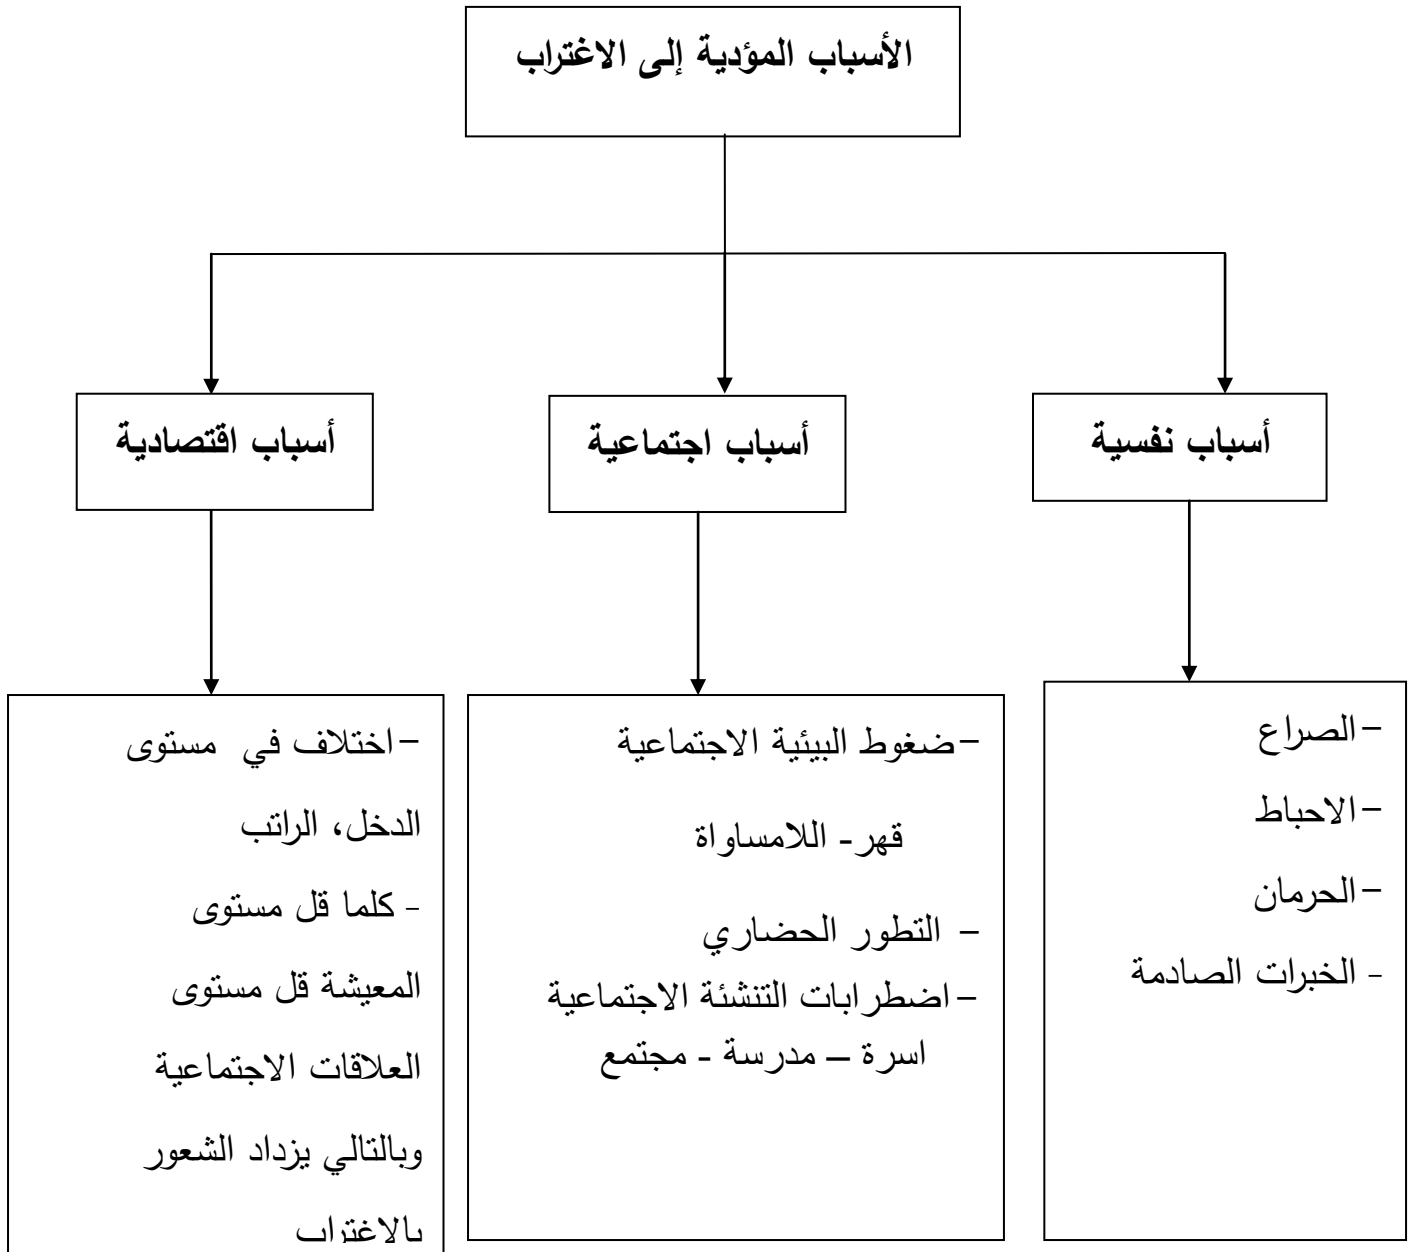 الأسباب المؤدية إلى الاغتراب
أسباب نفسية
أسباب اجتماعية
أسباب اقتصادية
–الصراع
–الاحباط
–الحرمان
- الخبرات الصادمة
–ضغوط البيئية الاجتماعية
قهر- اللامساواة
– التطور الحضاري
–اضطرابات التنشئة الاجتماعية
اسرة – مدرسة - مجتمع
–اختلاف في مستوى
الدخل، الراتب
- كلما قل مستوى
المعيشة قل مستوى
العلاقات الاجتماعية
وبالتالي يزداد الشعور
بالاغتراب